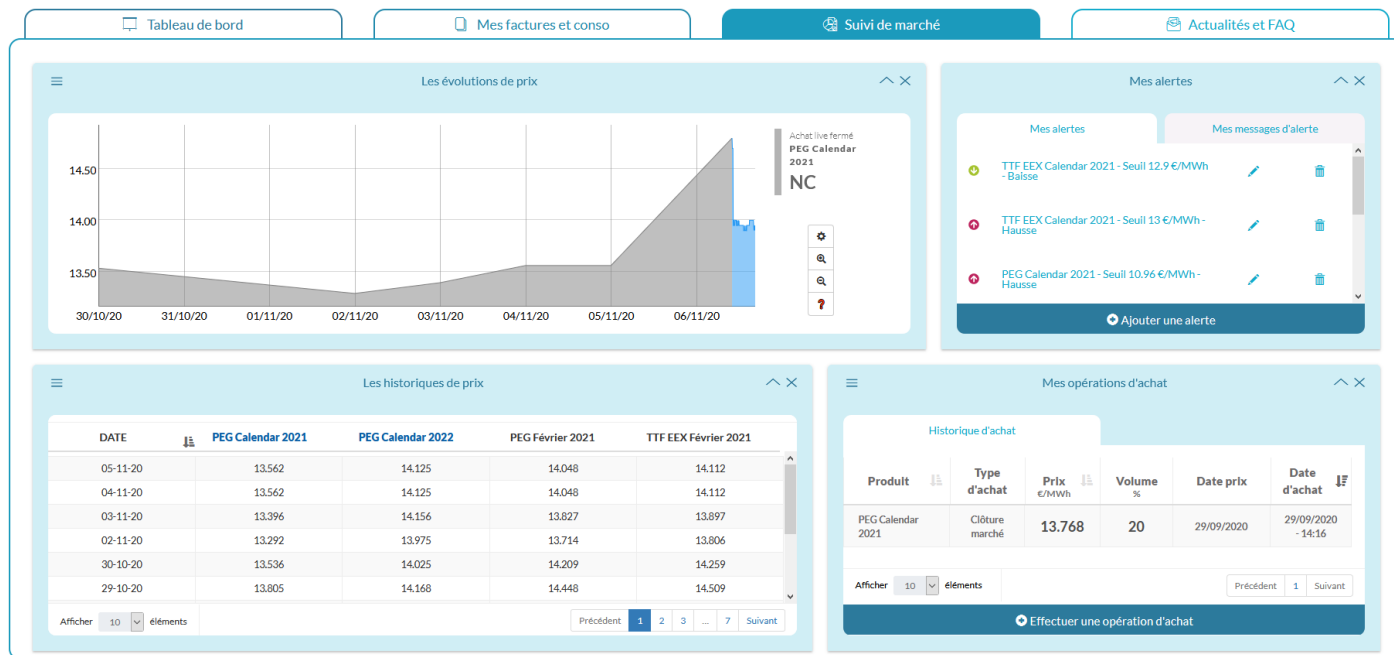 Tableau de bord
Mes factures et conso
Suivi de marché
Actualités et FAQ
Les évolutions de prix
14.50
14.00
13.50
30/10/20 31/10/20 01/11/20 02/11/20 03/11/20 04/11/20 05/11/20 06/11/20
Achat live fermé
PEG Calendar
2021
NC
?
Mes alertes
Mes alertes
Mes messages d'alerte
TTF EEX Calendar 2021 - Seuil 12.9 €/MWh
- Baisse
TTF EEX Calendar 2021 - Seuil 13 €/MWh -
Hausse
PEG Calendar 2021 - Seuil 10.96 €/MWh -
Hausse
Ajouter une alerte
Les historiques de prix
DATE PEG Calendar 2021 PEG Calendar 2022 PEG Février 2021 TTF EEX Février 2021
05-11-20 13.562 14.125 14.048 14.112
04-11-20 13.562 14.125 14.048 14.112
03-11-20 13.396 14.156 13.827 13.897
02-11-20 13.292 13.975 13.714 13.806
30-10-20 13.536 14.025 14.209 14.259
29-10-20 13.805 14.168 14.448 14.509
Afficher 10 éléments
Précédent 1 2 3 ... 7 Suivant
Mes opérations d'achat
Historique d'achat
Produit
Type
d'achat
Prix
€/MWh
Volume
%
Date prix
Date
d'achat
PEG Calendar
2021
Clôture
marché
13.768
20
29/09/2020
29/09/2020
- 14:16
Afficher 10 éléments
Précédent 1 Suivant
Effectuer une opération d'achat